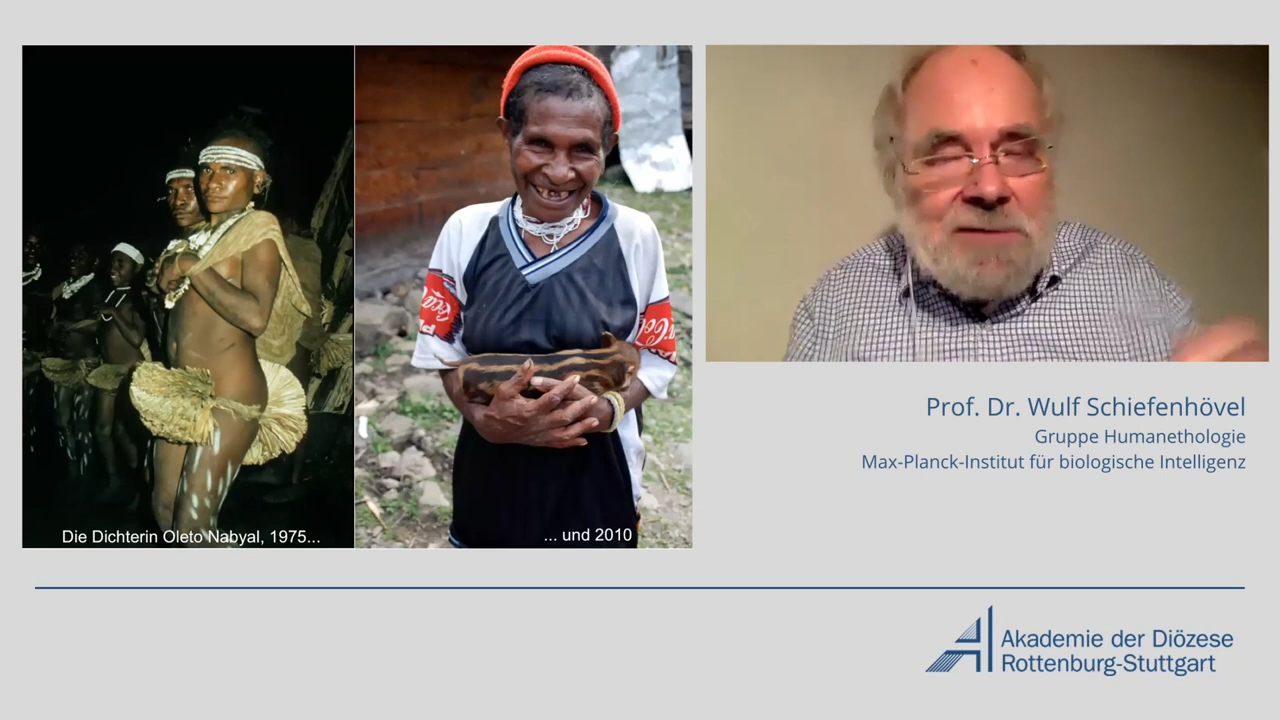 Die Dichterin Oleto Nabyal, 1975...
... und 2010
Coca
Prof. Dr. Wulf Schiefenhövel
Gruppe Humanethologie
Max-Planck-Institut für biologische Intelligenz
Akademie der Diözese
Rottenburg-Stuttgart